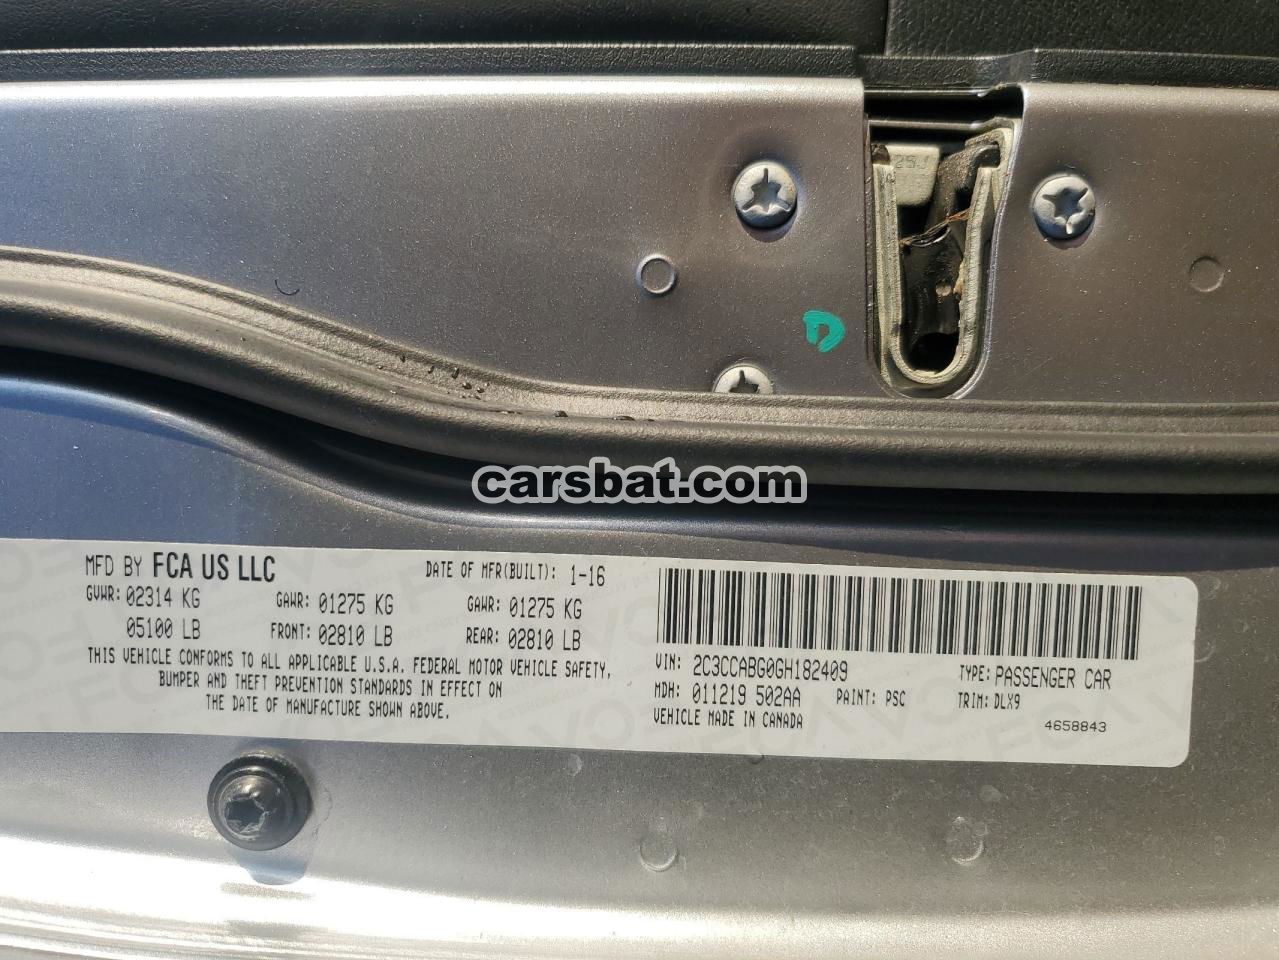 25J
D
carsbat.com
MFD BY FCA US LLC
DATE OF MFR(BUILT): 1-16
GVWR: 02314 KG
GAWR: 01275 KG
GAWR: 01275 KG
05100 LB
FRONT: 02810 LB
REAR: 02810 LB
THIS VEHICLE CONFORMS TO ALL APPLICABLE U.S.A. FEDERAL MOTOR VEHICLE SAFETY,
BUMPER AND THEFT PREVENTION STANDARDS IN EFFECT ON
THE DATE OF MANUFACTURE SHOWN ABOVE.
VIN: 2C3CCABG0GH182409
TYPE: PASSENGER CAR
MDH: 011219 502AA
PAINT: PSC
TRIM: DLX9
VEHICLE MADE IN CANADA
4658843